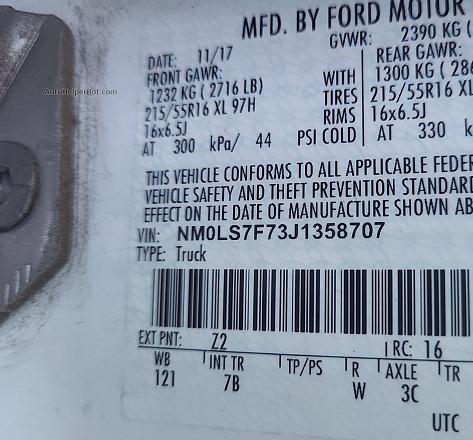 MFD. BY FORD MOTOR
GVWR: 2390 KG (
DATE: 11/17
FRONT GAWR:
1232 KG ( 2716 LB)
215/55R16 XL 97H
16x6.5J
AT 300 kPa/ 44 PSI COLD
REAR GAWR:
WITH 1300 KG ( 286
TIRES 215/55R16 XL
RIMS 16x6.5J
AT 330 k
THIS VEHICLE CONFORMS TO ALL APPLICABLE FEDER
VEHICLE SAFETY AND THEFT PREVENTION STANDARD
EFFECT ON THE DATE OF MANUFACTURE SHOWN AB
VIN: NM0LS7F73J1358707
TYPE: Truck
EXT PNT: Z2 RC: 16
WB INT TR TP/PS R AXLE TR
121 7B W 3C
UTC
AutoHelperBot.com